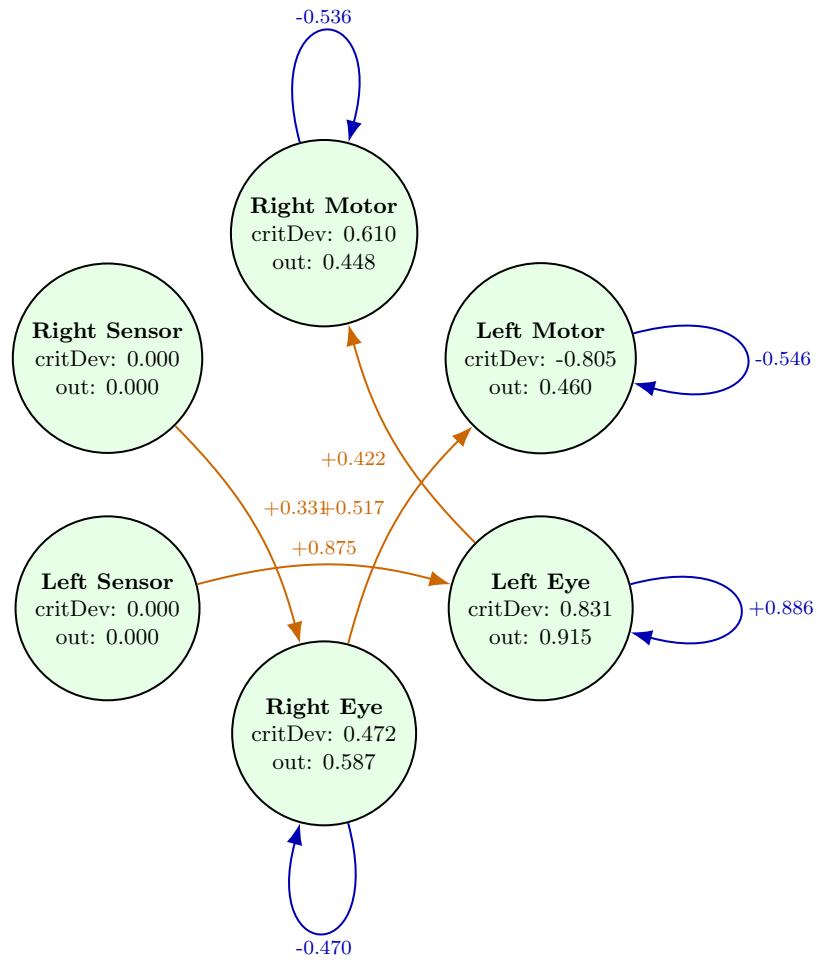 -0.536
Right Motor
critDev: 0.610
out: 0.448
Right Sensor
critDev: 0.000
out: 0.000
Left Motor
critDev: -0.805
out: 0.460
-0.546
+0.422
+0.331
+0.517
+0.875
Left Sensor
critDev: 0.000
out: 0.000
Left Eye
critDev: 0.831
out: 0.915
+0.886
Right Eye
critDev: 0.472
out: 0.587
-0.470